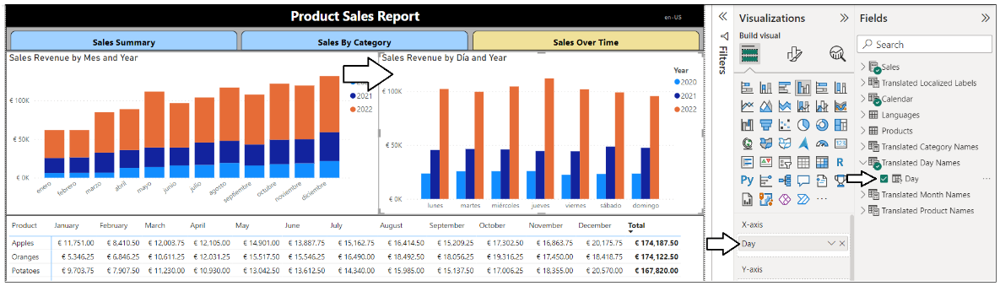 Product Sales Report
en-US
Sales Summary
Sales By Category
Sales Over Time
Sales Revenue by Mes and Year
2021
2022
€ 100K
€ 50K
€ 0K
enero febrero marzo abril mayo junio julio agosto septiembre octubre noviembre diciembre
Sales Revenue by Día and Year
Year
2020
2021
2022
€ 100K
€ 50K
€ 0K
lunes martes miércoles jueves viernes sábado domingo
Product January February March April May June July August September October November December Total
Apples € 11,751.00 € 8,410.50 € 12,003.75 € 12,105.00 € 14,901.00 € 13,887.75 € 15,162.75 € 16,414.50 € 15,209.25 € 17,302.50 € 16,863.75 € 20,175.75 € 174,187.50
Oranges € 5,346.25 € 6,846.25 € 10,611.25 € 12,031.25 € 15,517.50 € 15,546.25 € 16,490.00 € 18,492.50 € 18,056.25 € 19,316.25 € 17,450.00 € 18,418.75 € 174,122.50
Potatoes € 9,703.75 € 7,907.50 € 11,230.00 € 10,930.00 € 13,042.50 € 13,612.50 € 14,340.00 € 15,985.00 € 15,137.50 € 17,006.25 € 18,355.00 € 20,570.00 € 167,820.00
Filters
Visualizations
Build visual
123
R
Py
X-axis
Day
Y-axis
Fields
Search
Sales
Translated Localized Labels
Calendar
Languages
Products
Translated Category Names
Translated Day Names
Day
Translated Month Names
Translated Product Names